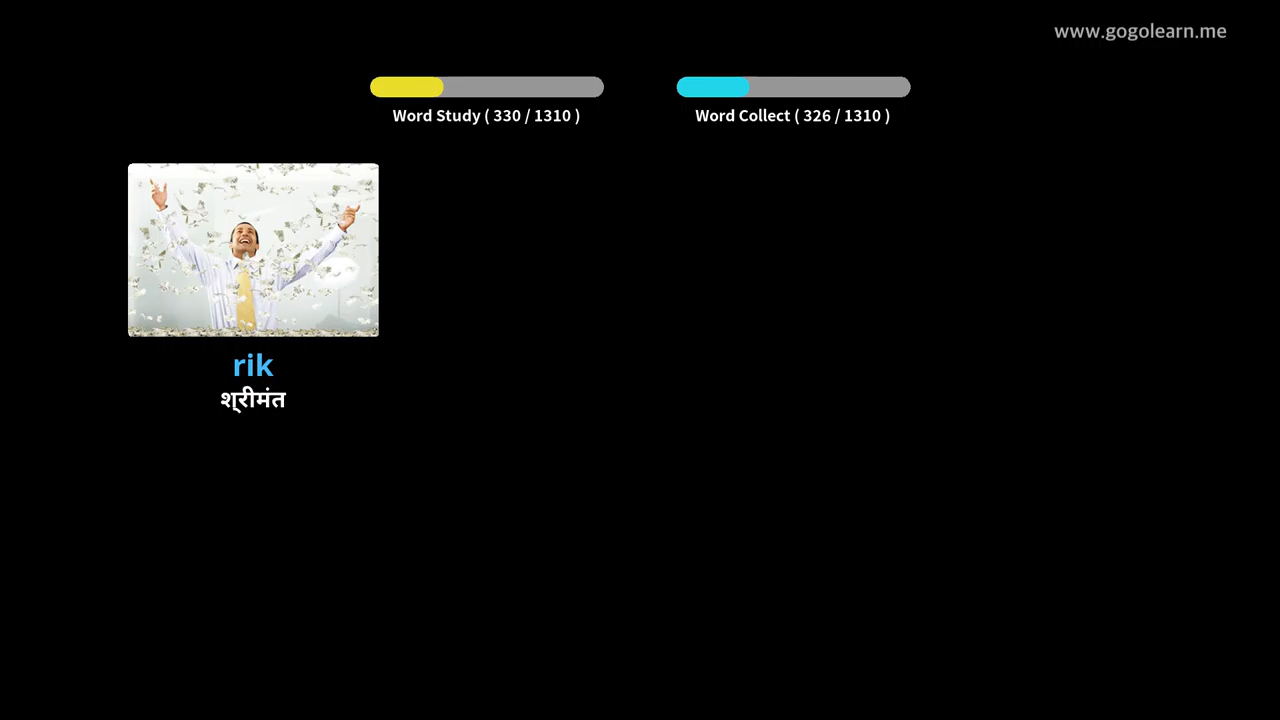 www.gogolearn.me
Word Study ( 330 / 1310 )
Word Collect ( 326 / 1310 )
rik
श्रीमंत